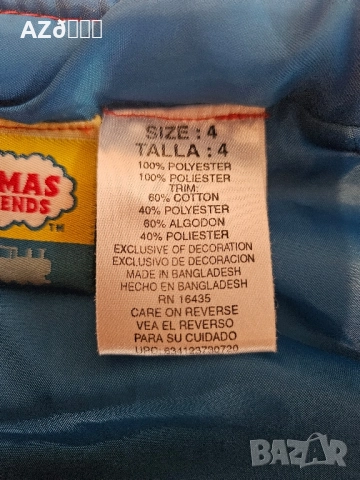 MAS
ENDS
TM
SIZE : 4
TALLA : 4
100% POLYESTER
100% POLIESTER
TRIM:
60% COTTON
40% POLYESTER
60% ALGODON
40% POLIESTER
EXCLUSIVE OF DECORATION
EXCLUSIVO DE DECORACION
MADE IN BANGLADESH
HECHO EN BANGLADESH
RN 16435
CARE ON REVERSE
VEA EL REVERSO
PARA SU CUIDADO
BAZAR